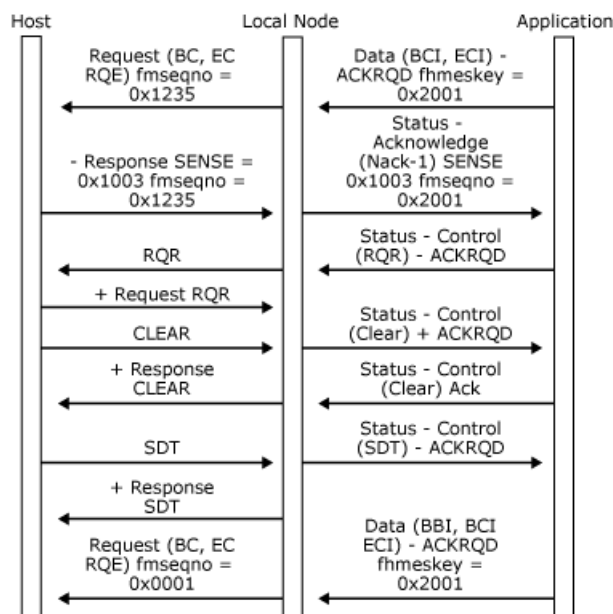 Host
Local Node
Application
Request (BC, EC
RQE) fmseqno =
0x1235
Data (BCI, ECI) -
ACKRQD fhmeskey =
0x2001
- Response SENSE =
0x1003 fmseqno =
0x1235
Status -
Acknowledge
(Nack-1) SENSE
0x1003 fmseqno =
0x2001
RQR
Status - Control
(RQR) - ACKRQD
+ Request RQR
CLEAR
Status - Control
(Clear) + ACKRQD
+ Response
CLEAR
Status - Control
(Clear) Ack
SDT
Status - Control
(SDT) - ACKRQD
+ Response
SDT
Request (BC, EC
RQE) fmseqno =
0x0001
Data (BBI, BCI
ECI) - ACKRQD
fhmeskey =
0x2001